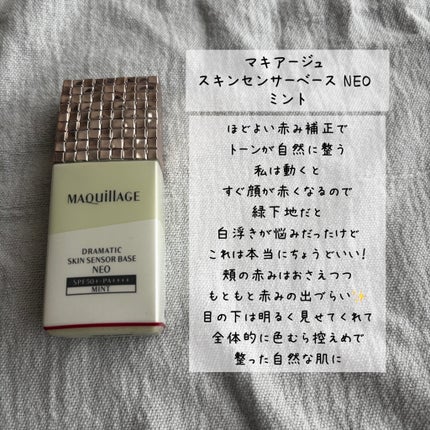 MAQuillAGE
DRAMATIC
SKIN SENSOR BASE
NEO
SPF50+・PA++++
MINT
マキアージュ
スキンセンサーベース NEO
ミント
ほどよい赤み補正で
トーンが自然に整う
私は動くと
すぐ顔が赤くなるので
緑下地だと
白浮きが悩みだったけど
これは本当にちょうどいい!
頬の赤みはおさえつつ
もともと赤みの出づらい✨
目の下は明るく見せてくれて
全体的に色むら控えめで
整った自然な肌に